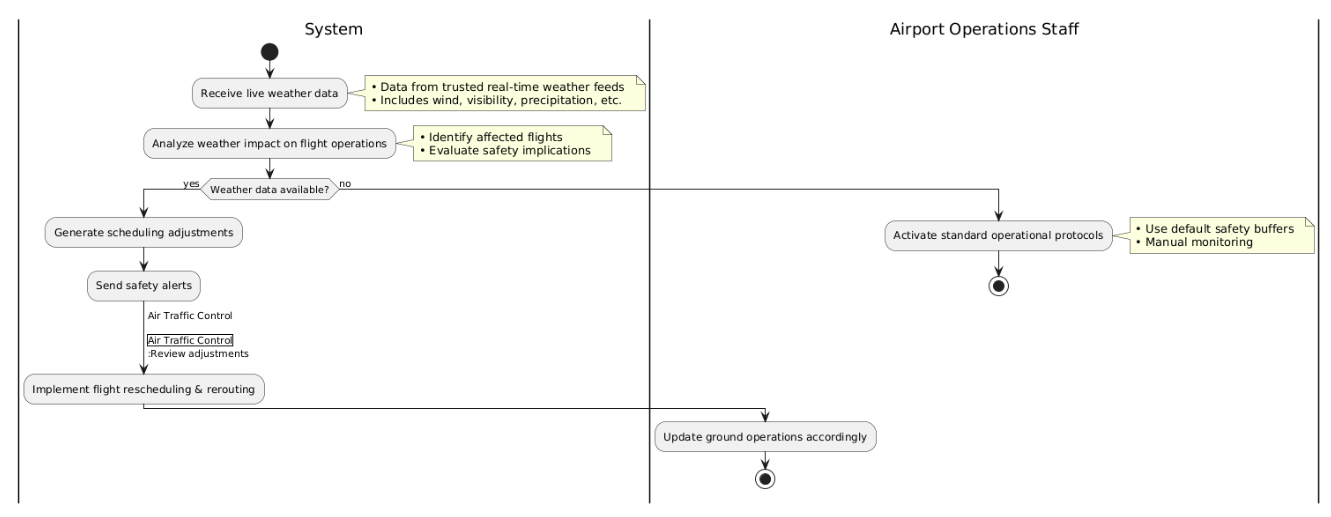 System
Airport Operations Staff
Receive live weather data
• Data from trusted real-time weather feeds
• Includes wind, visibility, precipitation, etc.
Analyze weather impact on flight operations
• Identify affected flights
• Evaluate safety implications
yes
Weather data available?
no
Generate scheduling adjustments
Activate standard operational protocols
• Use default safety buffers
• Manual monitoring
Send safety alerts
Air Traffic Control
Air Traffic Control
:Review adjustments
Implement flight rescheduling & rerouting
Update ground operations accordingly